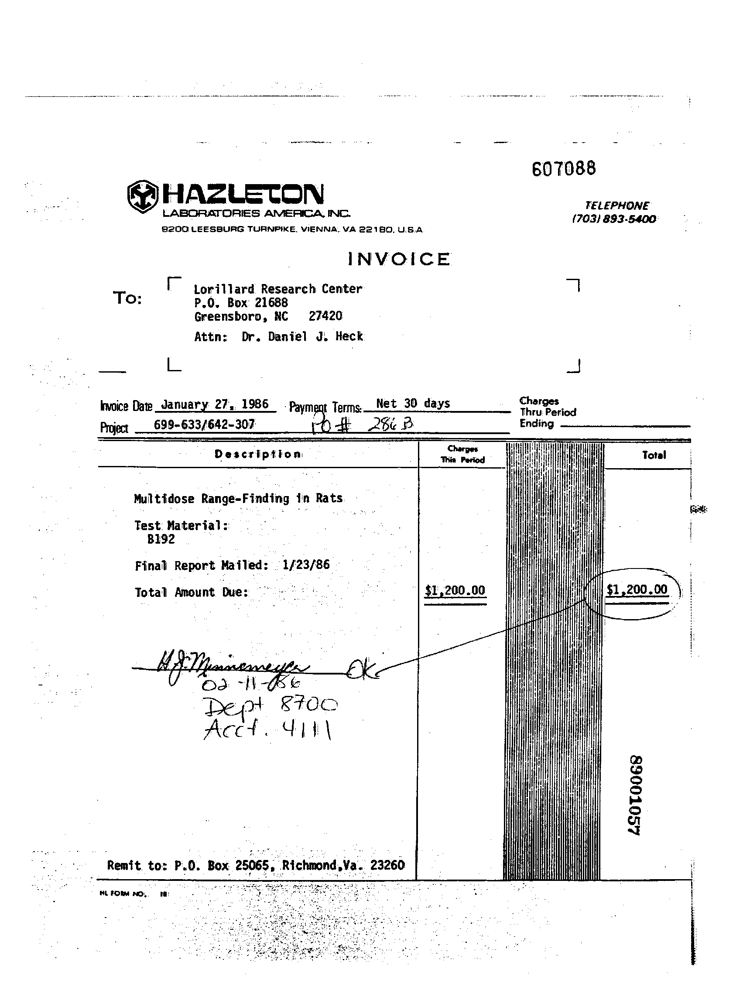 607088
HAZLETON
LABORATORIES AMERICA, INC.
9200 LEESBURG TURNPIKE, VIENNA, VA 22180, U.S.A
TELEPHONE
(703) 893-5400
INVOICE
To:
Lorillard Research Center
P.O. Box 21688
Greensboro, NC 27420
Attn: Dr. Daniel J. Heck
Invoice Date January 27, 1986 Payment Terms: Net 30 days
Charges
Thru Period
Ending
Project 699-633/642-307 PO # 286 B
Description Charges This Period Total
Multidose Range-Finding in Rats
Test Material:
B192
Final Report Mailed: 1/23/86
Total Amount Due: $1,200.00 $1,200.00
H.J. Minnemeyer OK
02-11-86
Dept 8700
Acct. 4111
89001057
Remit to: P.O. Box 25065, Richmond,Va. 23260
HL FORM NO.